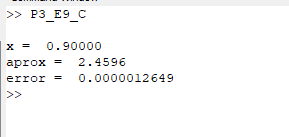 >> P3_E9_C
x =  0.90000
aprox =  2.4596
error =  0.0000012649
>>